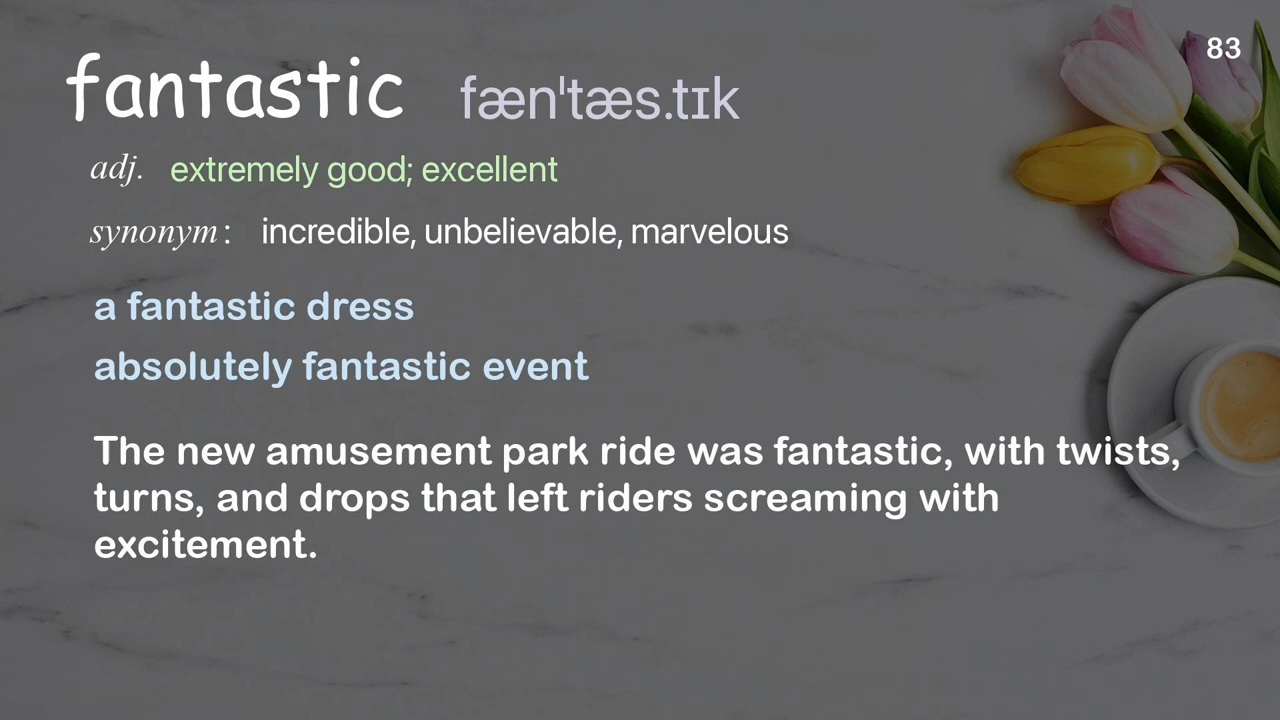 83
fantastic fæn'tæs.tɪk
adj. extremely good; excellent
synonym: incredible, unbelievable, marvelous
a fantastic dress
absolutely fantastic event
The new amusement park ride was fantastic, with twists,
turns, and drops that left riders screaming with
excitement.